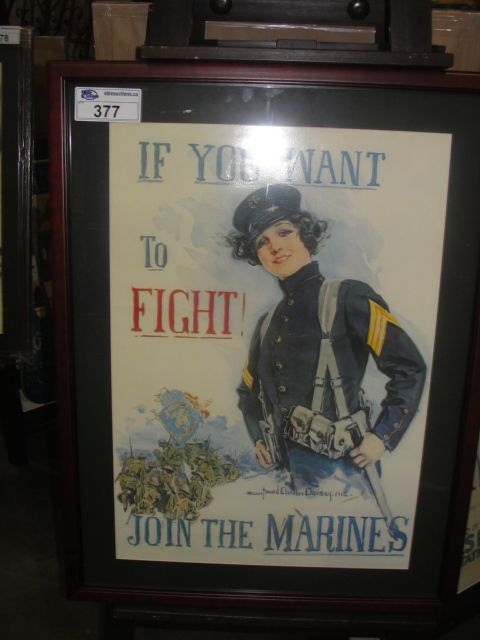 377
IF YOU WANT
TO
FIGHT!
JOIN THE MARINES